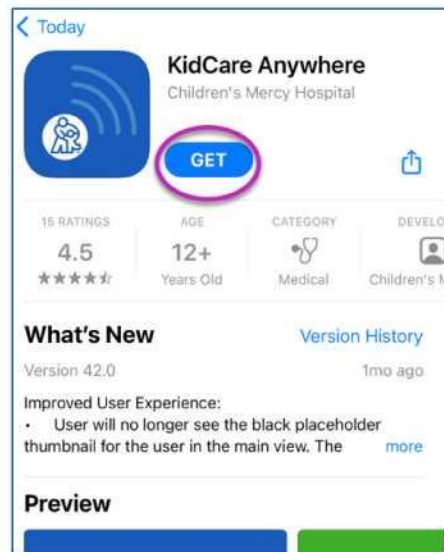 Today
KidCare Anywhere
Children's Mercy Hospital
GET
15 RATINGS
AGE
CATEGORY
DEVELO
4.5
12+
Years Old
Medical
Children's M
What's New
Version History
Version 42.0
1mo ago
Improved User Experience:
• User will no longer see the black placeholder
thumbnail for the user in the main view. The
more
Preview